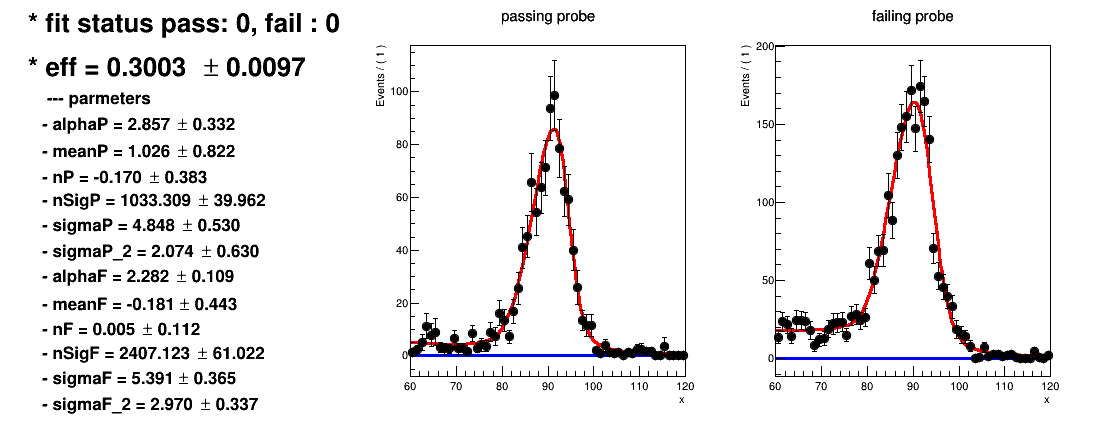 * fit status pass: 0, fail : 0
* eff = 0.3003 ± 0.0097
--- parmeters
- alphaP = 2.857 ± 0.332
- meanP = 1.026 ± 0.822
- nP = -0.170 ± 0.383
- nSigP = 1033.309 ± 39.962
- sigmaP = 4.848 ± 0.530
- sigmaP_2 = 2.074 ± 0.630
- alphaF = 2.282 ± 0.109
- meanF = -0.181 ± 0.443
- nF = 0.005 ± 0.112
- nSigF = 2407.123 ± 61.022
- sigmaF = 5.391 ± 0.365
- sigmaF_2 = 2.970 ± 0.337
passing probe
Events / ( 1 )
100
80
60
40
20
0
60 70 80 90 100 110 120
x
failing probe
Events / ( 1 )
200
150
100
50
0
60 70 80 90 100 110 120
x